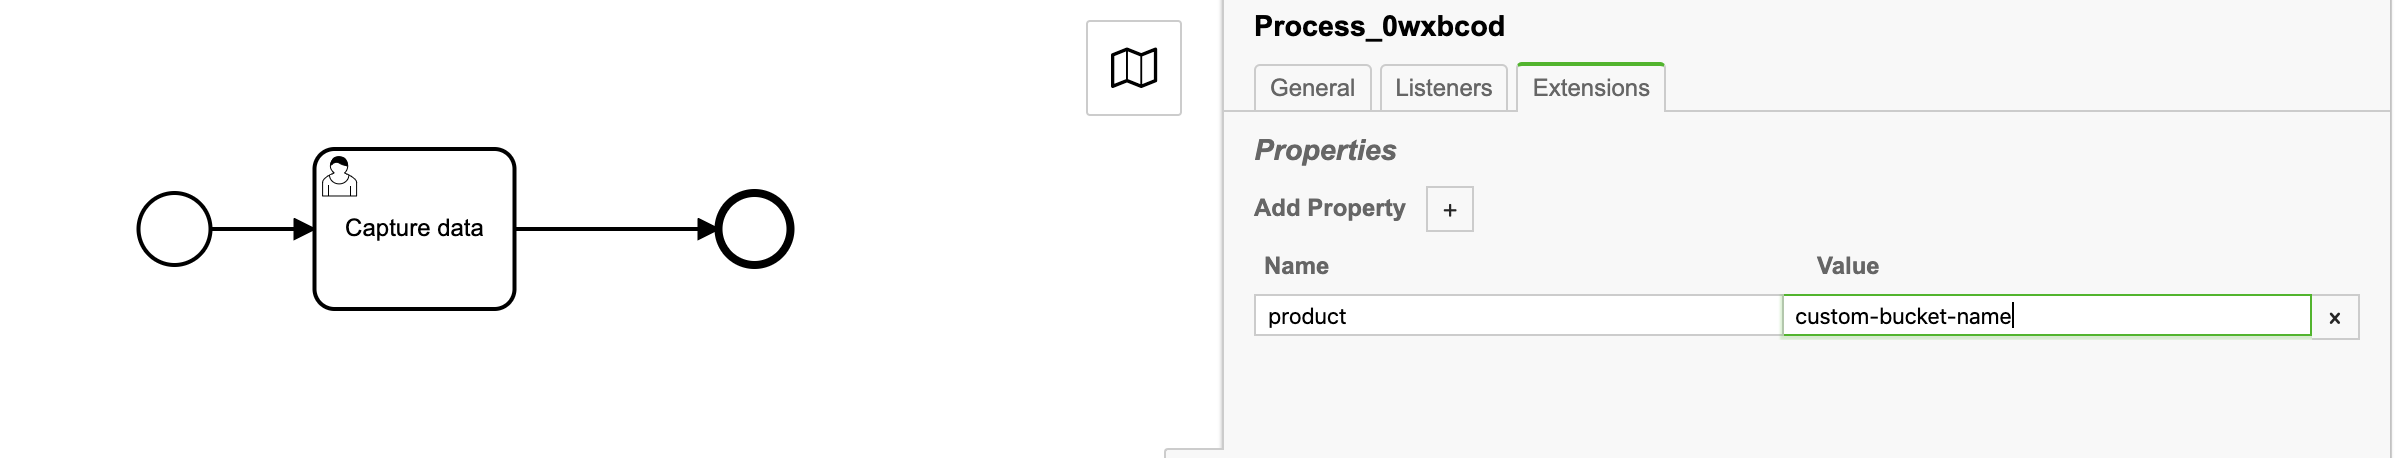 Capture data
Process_0wxbcod
General Listeners Extensions
Properties
Add Property +
Name Value
product custom-bucket-name x